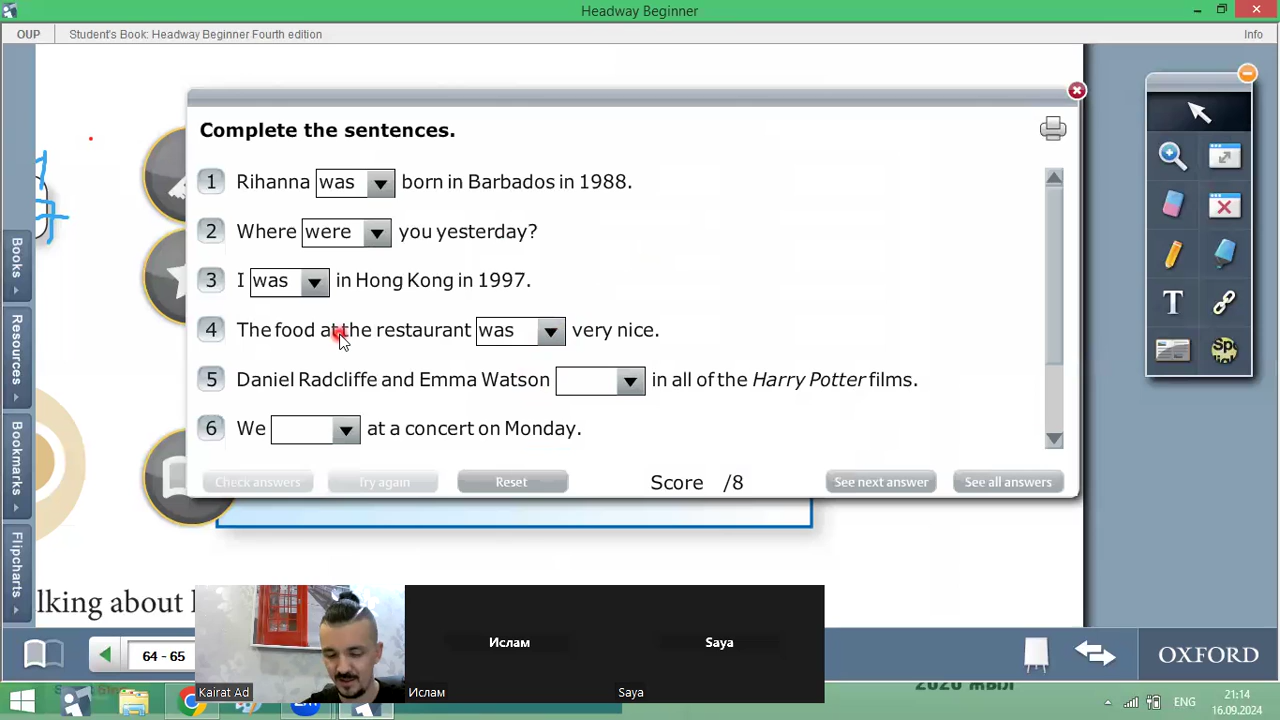 Headway Beginner
OUP
Student's Book: Headway Beginner Fourth edition
Info
Complete the sentences.
1 Rihanna was born in Barbados in 1988.
2 Where were you yesterday?
3 I was in Hong Kong in 1997.
4 The food at the restaurant was very nice.
5 Daniel Radcliffe and Emma Watson in all of the Harry Potter films.
6 We at a concert on Monday.
Check answers
Try again
Reset
Score /8
See next answer
See all answers
Books
Resources
Bookmarks
Flipcharts
T
Spe
lking about
Ислам
Saya
Kairat Ad
Ислам
Saya
64 - 65
OXFORD
2020 жыл
ENG
21:14
16.09.2024